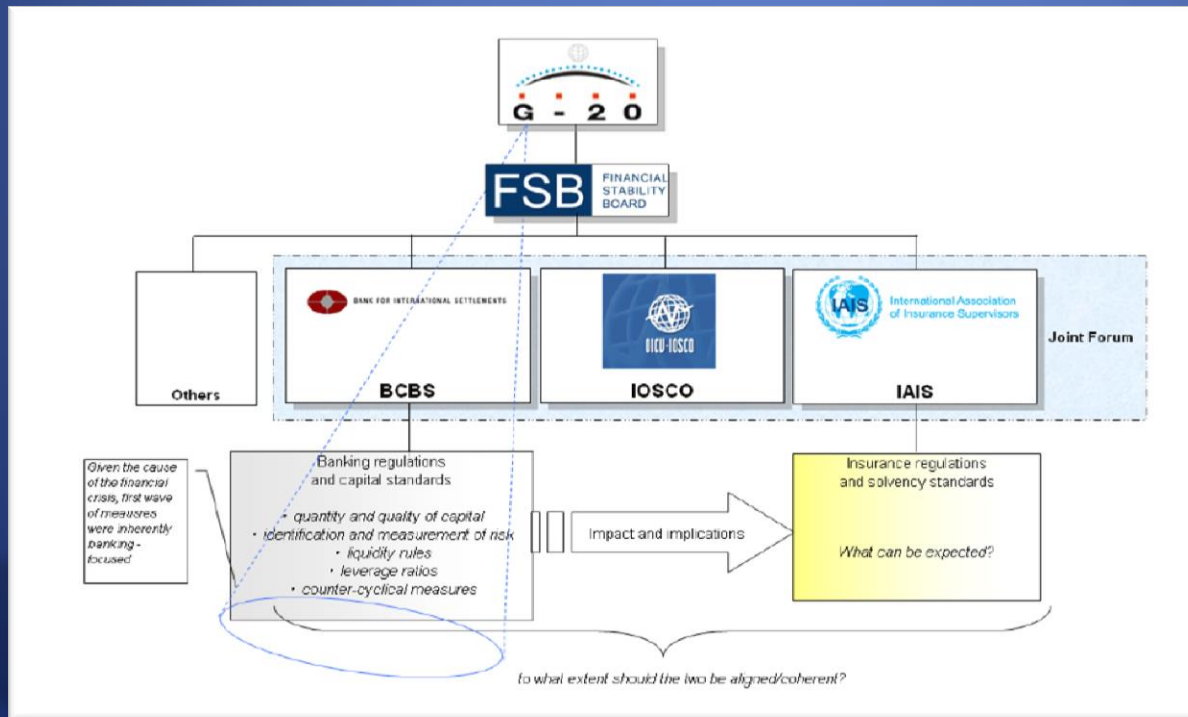 G - 2 0
FSB
FINANCIAL
STABILITY
BOARD
Others
BANK FOR INTERNATIONAL SETTLEMENTS
BCBS
OICU-IOSCO
IOSCO
IAIS
International Association
of Insurance Supervisors
IAIS
Joint Forum
Given the cause
of the financial
crisis, first wave
of measures
were inherently
banking -
focused
Banking regulations
and capital standards
• quantity and quality of capital
• identification and measurement of risk
• liquidity rules
• leverage ratios
• counter-cyclical measures
Impact and implications
Insurance regulations
and solvency standards
What can be expected?
to what extent should the two be aligned/coherent?